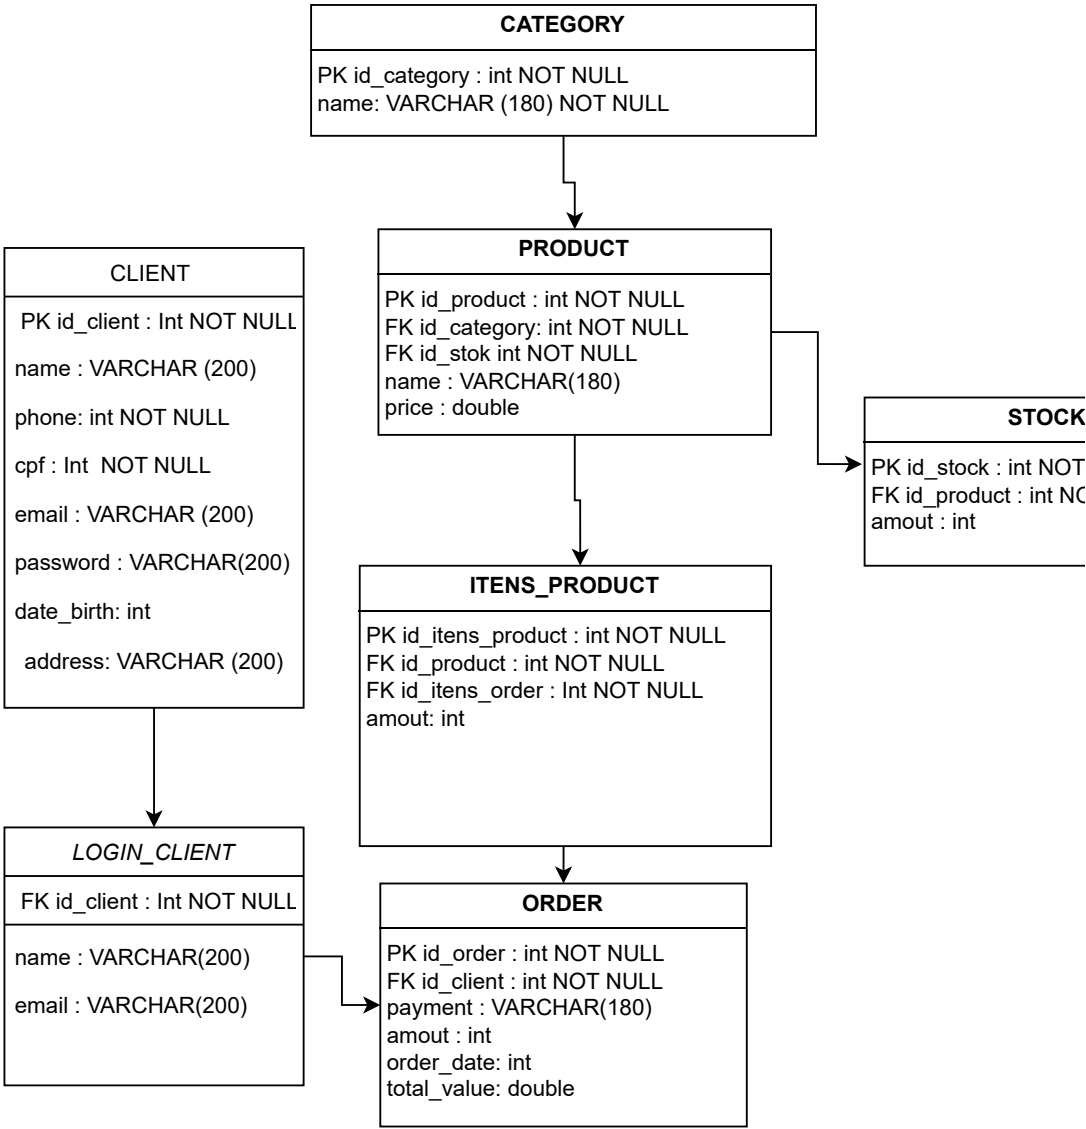 CATEGORY
PK id_category : int NOT NULL
name: VARCHAR (180) NOT NULL
PRODUCT
PK id_product : int NOT NULL
FK id_category: int NOT NULL
FK id_stok int NOT NULL
name : VARCHAR(180)
price : double
CLIENT
PK id_client : Int NOT NULL
name : VARCHAR (200)
phone: int NOT NULL
cpf : Int  NOT NULL
email : VARCHAR (200)
password : VARCHAR(200)
date_birth: int
address: VARCHAR (200)
STOCK
PK id_stock : int NOT
FK id_product : int
amout : int
ITENS_PRODUCT
PK id_itens_product : int NOT NULL
FK id_product : int NOT NULL
FK id_itens_order : Int NOT NULL
amout: int
LOGIN_CLIENT
FK id_client : Int NOT NULL
name : VARCHAR(200)
email : VARCHAR(200)
ORDER
PK id_order : int NOT NULL
FK id_client : int NOT NULL
payment : VARCHAR(180)
amout : int
order_date: int
total_value: double